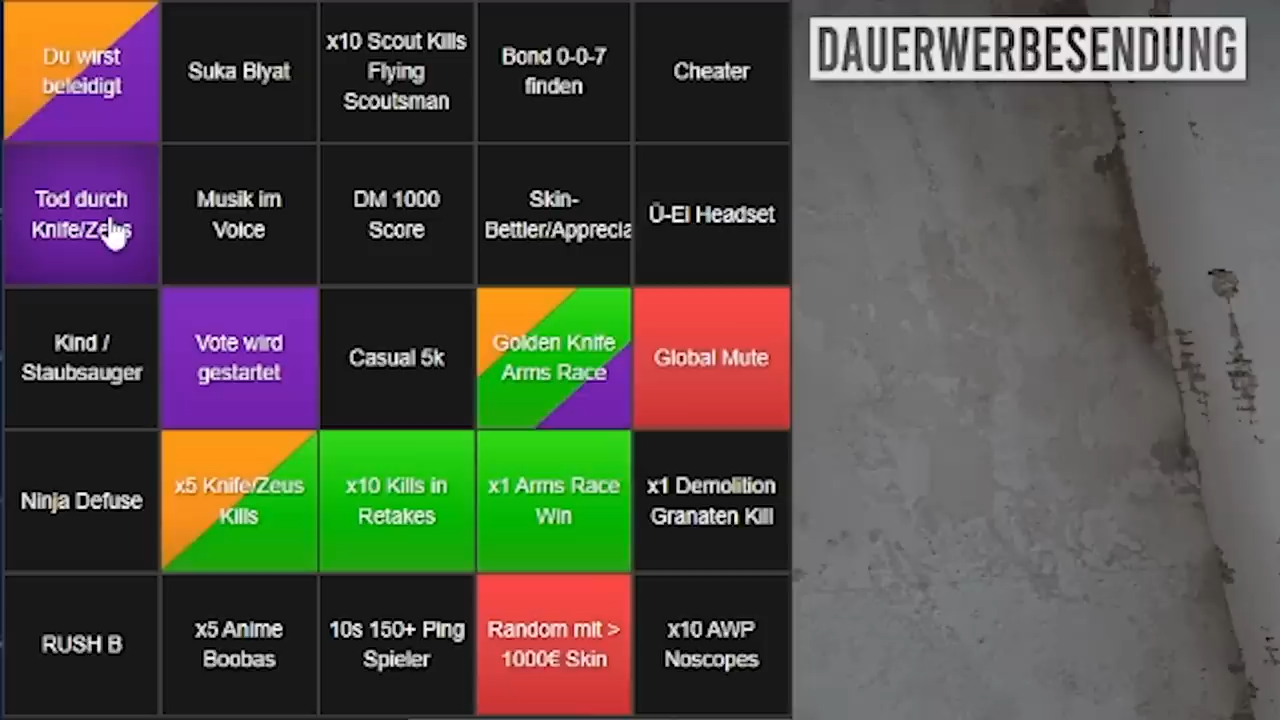 Du wirst
beleidigt
Suka Blyat
x10 Scout Kills
Flying
Scoutsman
Bond 0-0-7
finden
Cheater
DAUERWERBESENDUNG
Tod durch
Knife/Zeus
Musik im
Voice
DM 1000
Score
Skin-
Bettler/Apprecia
Ü-Ei Headset
Kind /
Staubsauger
Vote wird
gestartet
Casual 5k
Golden Knife
Arms Race
Global Mute
Ninja Defuse
x5 Knife/Zeus
Kills
x10 Kills in
Retakes
x1 Arms Race
Win
x1 Demolition
Granaten Kill
RUSH B
x5 Anime
Boobas
10s 150+ Ping
Spieler
Random mit >
1000€ Skin
x10 AWP
Noscopes